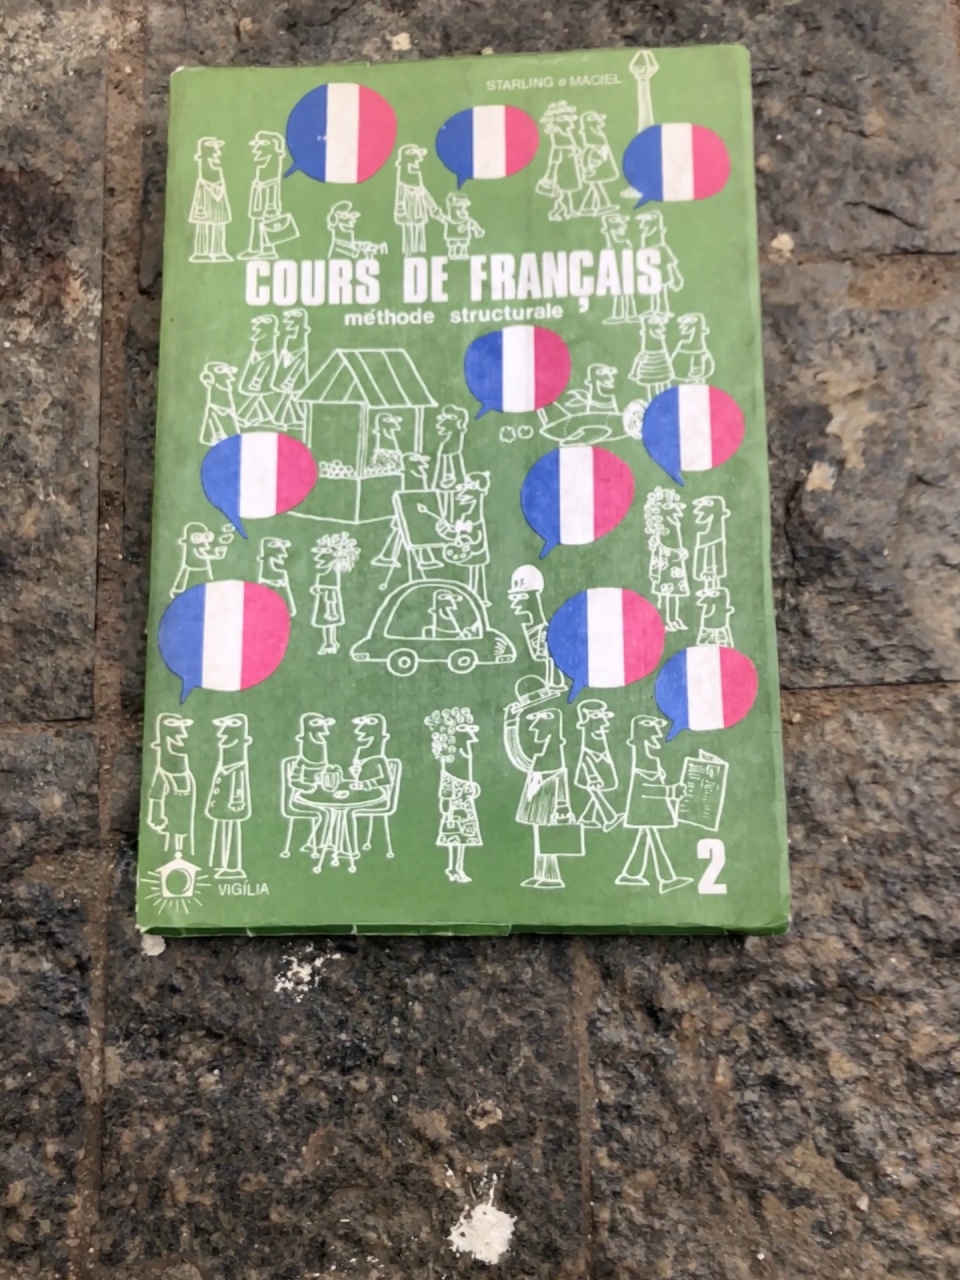 STARLING e MACIEL
COURS DE FRANÇAIS
méthode structurale
2
VIGÍLIA